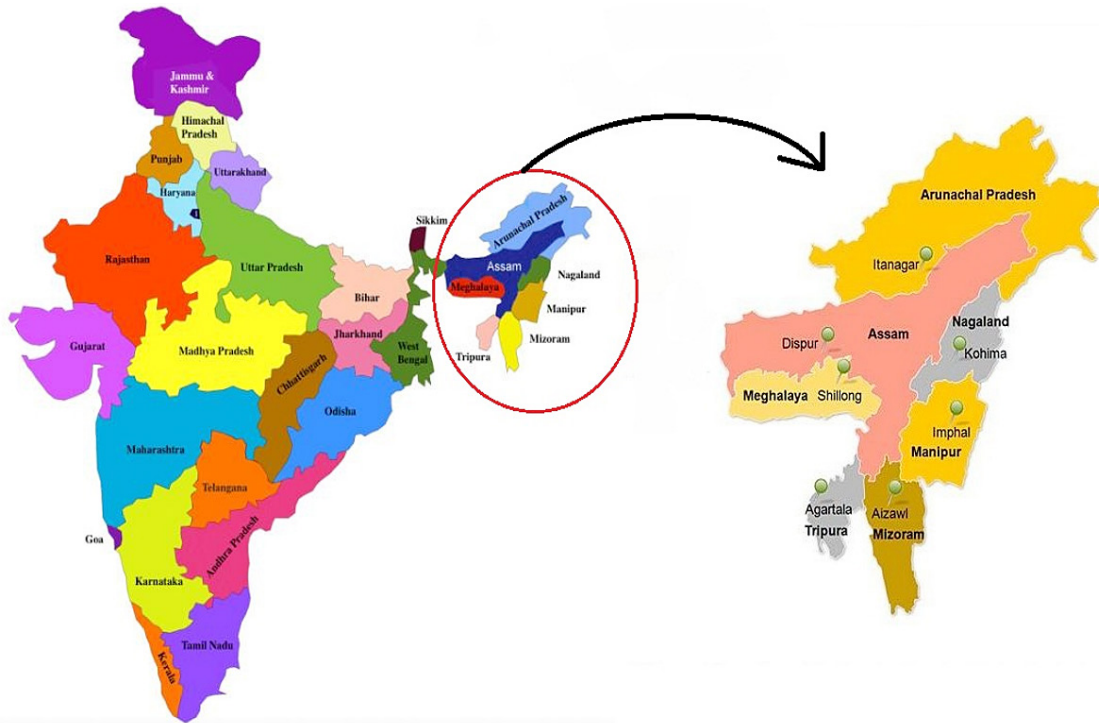 Jammu &
Kashmir
Himachal
Pradesh
Punjab
Uttarakhand
Haryana
1
Rajasthan
Uttar Pradesh
Sikkim
Arunachal Pradesh
Assam
Nagaland
Meghalaya
Bihar
Manipur
Gujarat
Madhya Pradesh
Jharkhand
West
Bengal
Tripura
Mizoram
Chhattisgarh
Odisha
Maharashtra
Telangana
Goa
Andhra Pradesh
Karnataka
Tamil Nadu
Kerala
Arunachal Pradesh
Itanagar
Assam
Nagaland
Dispur
Kohima
Meghalaya
Shillong
Imphal
Manipur
Agartala
Tripura
Aizawl
Mizoram